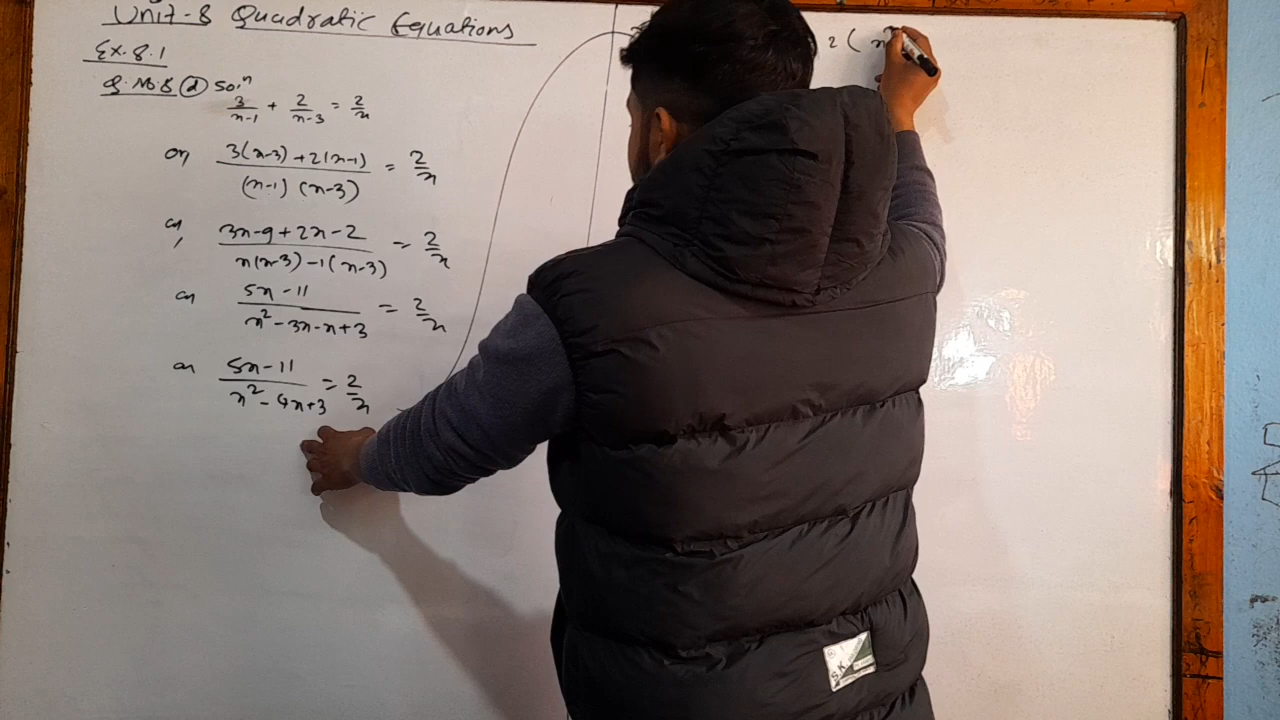 Unit-8 Quadratic Equations
Ex. 8.1
Q.No.8 (d) Solⁿ
3/(x-1) + 2/(x-3) = 2/x
or, (3(x-3)+2(x-1))/((x-1)(x-3)) = 2/x
or, (3x-9+2x-2)/(x(x-3)-1(x-3)) = 2/x
or (5x-11)/(x²-3x-x+3) = 2/x
or (5x-11)/(x²-4x+3) = 2/x
2(x²
S.K